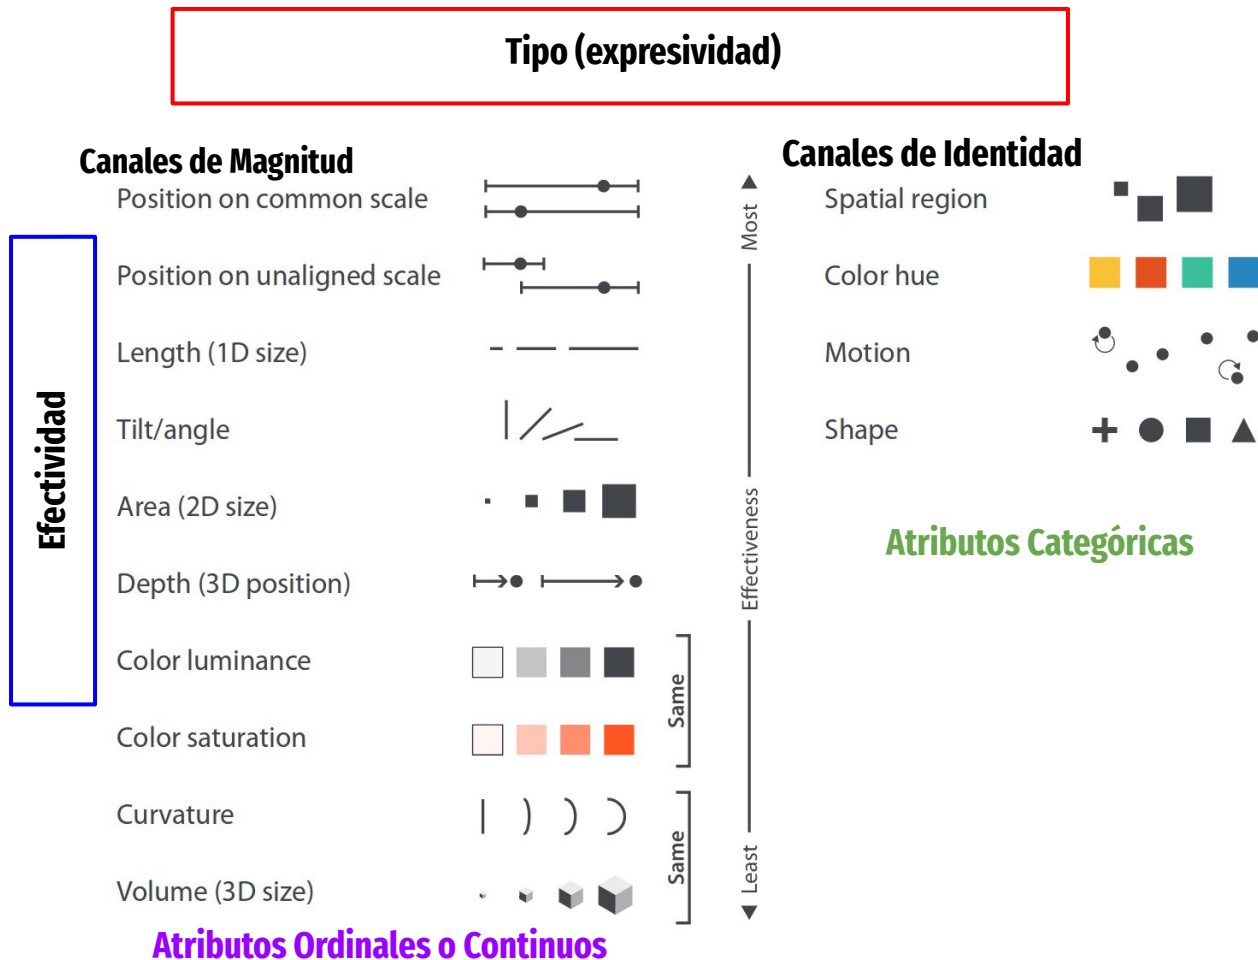 Tipo (expresividad)
Canales de Magnitud
Canales de Identidad
Position on common scale
Position on unaligned scale
Length (1D size)
Tilt/angle
Area (2D size)
Depth (3D position)
Color luminance
Color saturation
Curvature
Volume (3D size)
Efectividad
Same
Same
Most
Effectiveness
Least
Spatial region
Color hue
Motion
Shape
Atributos Categóricas
Atributos Ordinales o Continuos